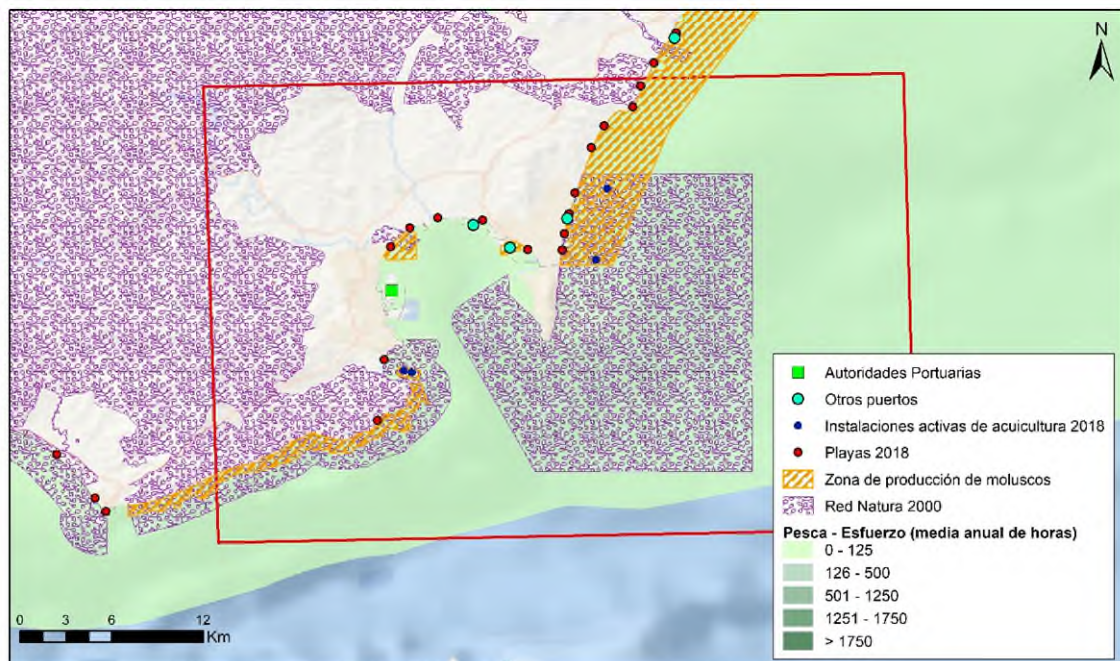 N
Autoridades Portuarias
Otros puertos
Instalaciones activas de acuicultura 2018
Playas 2018
Zona de producción de moluscos
Red Natura 2000
Pesca - Esfuerzo (media anual de horas)
0 - 125
126 - 500
501 - 1250
1251 - 1750
> 1750
0 3 6 12
Km